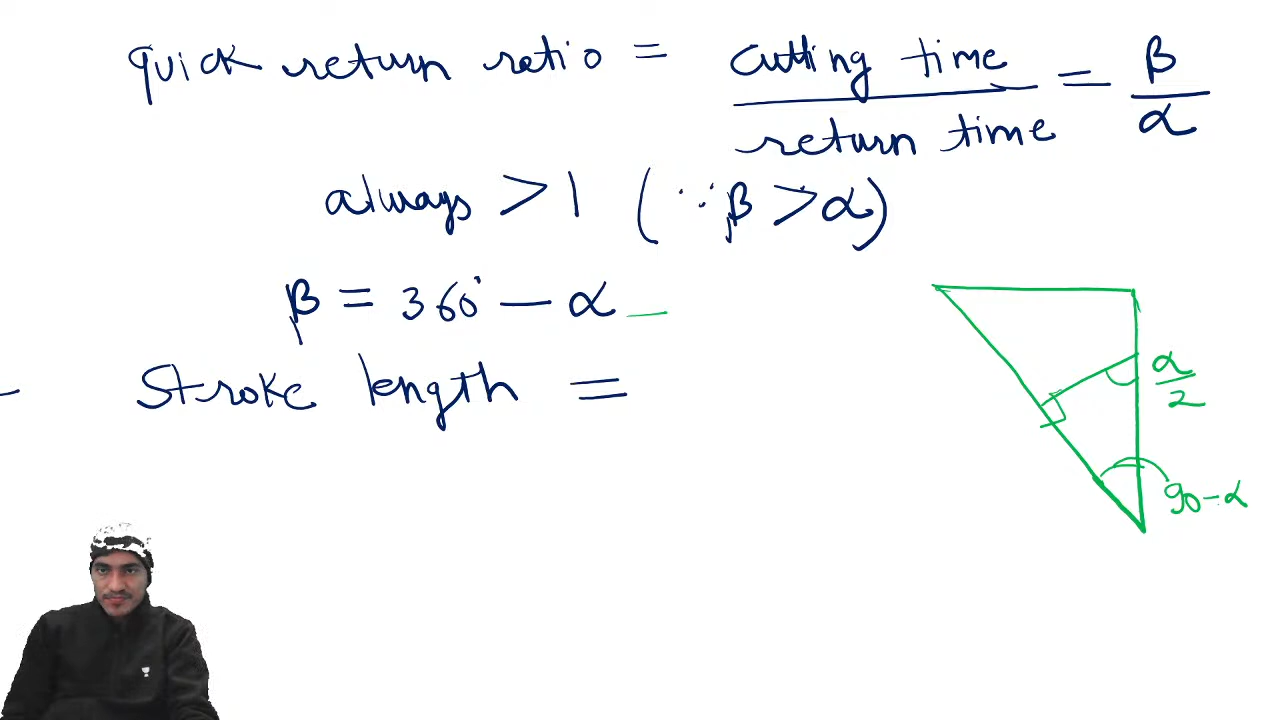 quick return ratio = cutting time / return time = β / α
always > 1 (∵ β > α)
β = 360° - α
Stroke length =
α / 2
90 - α